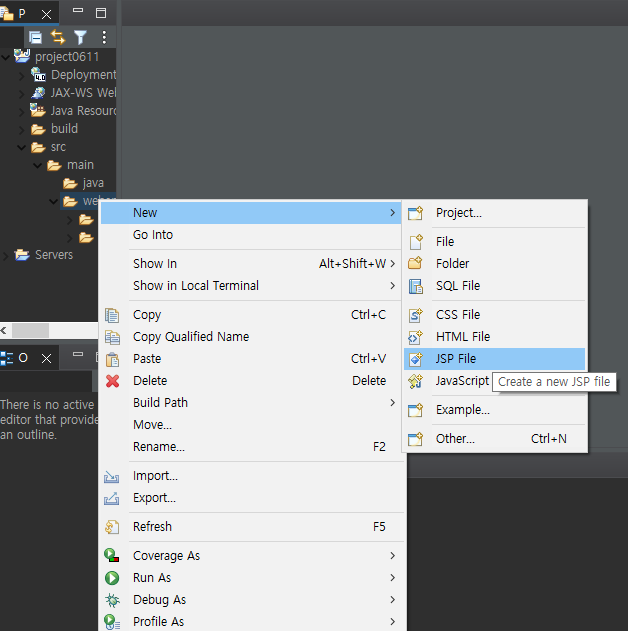 P
project0611
Deployment
JAX-WS Wel
Java Resourc
build
src
main
java
Servers
New
Go Into
Show In Alt+Shift+W
Show in Local Terminal
Copy Ctrl+C
Copy Qualified Name
Paste Ctrl+V
Delete Delete
Build Path
Move...
Rename... F2
Import...
Export...
Refresh F5
Coverage As
Run As
Debug As
Profile As
Project...
File
Folder
SQL File
CSS File
HTML File
JSP File
JavaScript
Create a new JSP file
Example...
Other... Ctrl+N
O
There is no active
editor that provide
an outline.